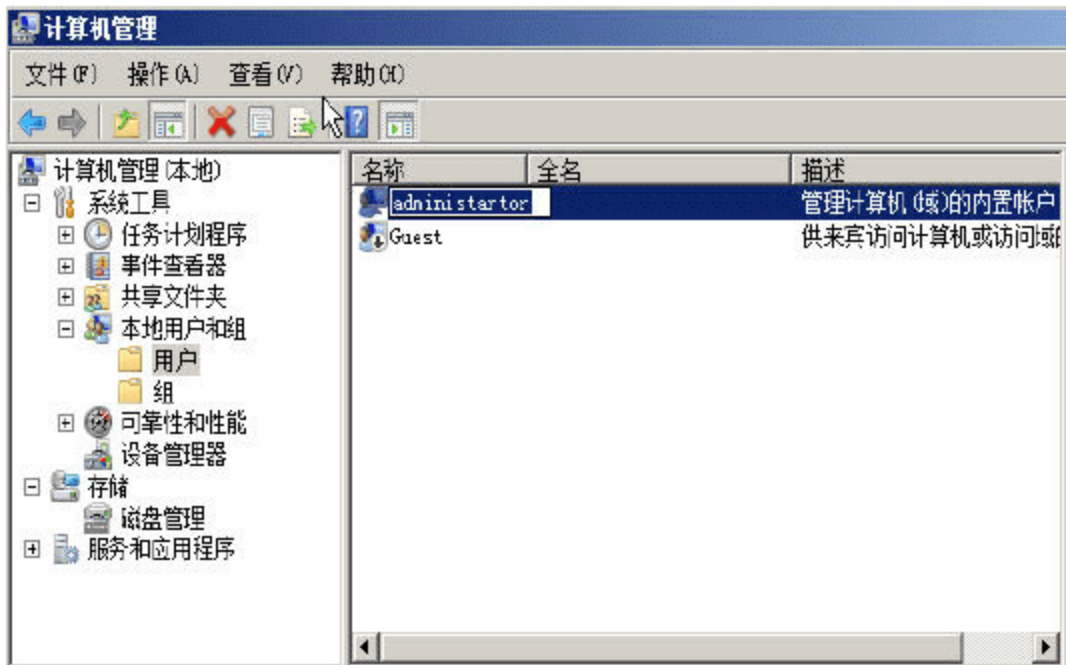 计算机管理
文件(F) 操作(A) 查看(V) 帮助(H)
计算机管理(本地)
系统工具
任务计划程序
事件查看器
共享文件夹
本地用户和组
用户
组
可靠性和性能
设备管理器
存储
磁盘管理
服务和应用程序
名称 全名 描述
administartor 管理计算机(域)的内置帐户
Guest 供来宾访问计算机或访问域的